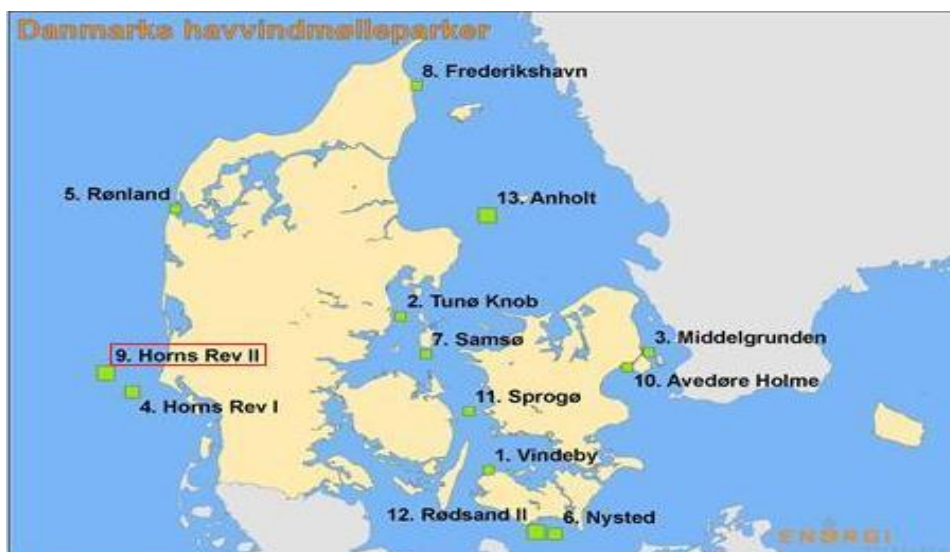 Danmarks havvindmølleparker
8. Frederikshavn
5. Rønland
13. Anholt
2. Tunø Knob
7. Samsø
3. Middelgrunden
9. Horns Rev II
10. Avedøre Holme
4. Horns Rev I
11. Sprogø
1. Vindeby
12. Rødsand II
6. Nysted
ENERGI